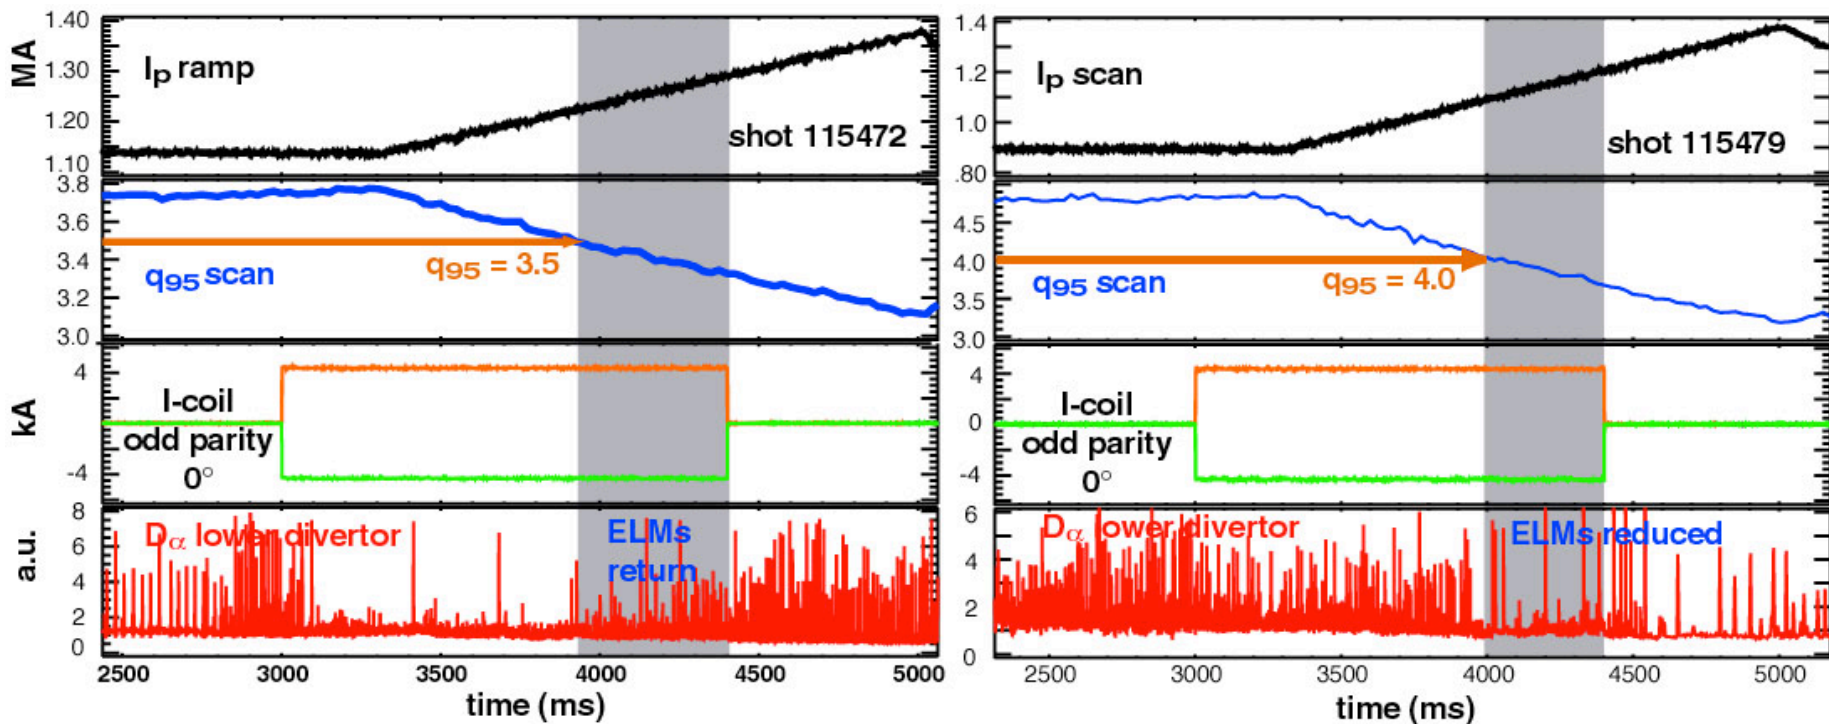 1.40
1.30
1.20
1.10
MA
Ip ramp
shot 115472
3.8
3.6
3.4
3.2
3.0
q95 scan
q95 = 3.5
4
-4
kA
I-coil
odd parity
0°
8
6
4
2
0
a.u.
Dα lower divertor
ELMs
return
2500 3000 3500 4000 4500 5000
time (ms)
1.4
1.2
1.0
.80
Ip scan
shot 115479
4.5
4.0
3.5
3.0
q95 scan
q95 = 4.0
4
0
-4
I-coil
odd parity
0°
6
4
2
0
Dα lower divertor
ELMs reduced
2500 3000 3500 4000 4500 5000
time (ms)